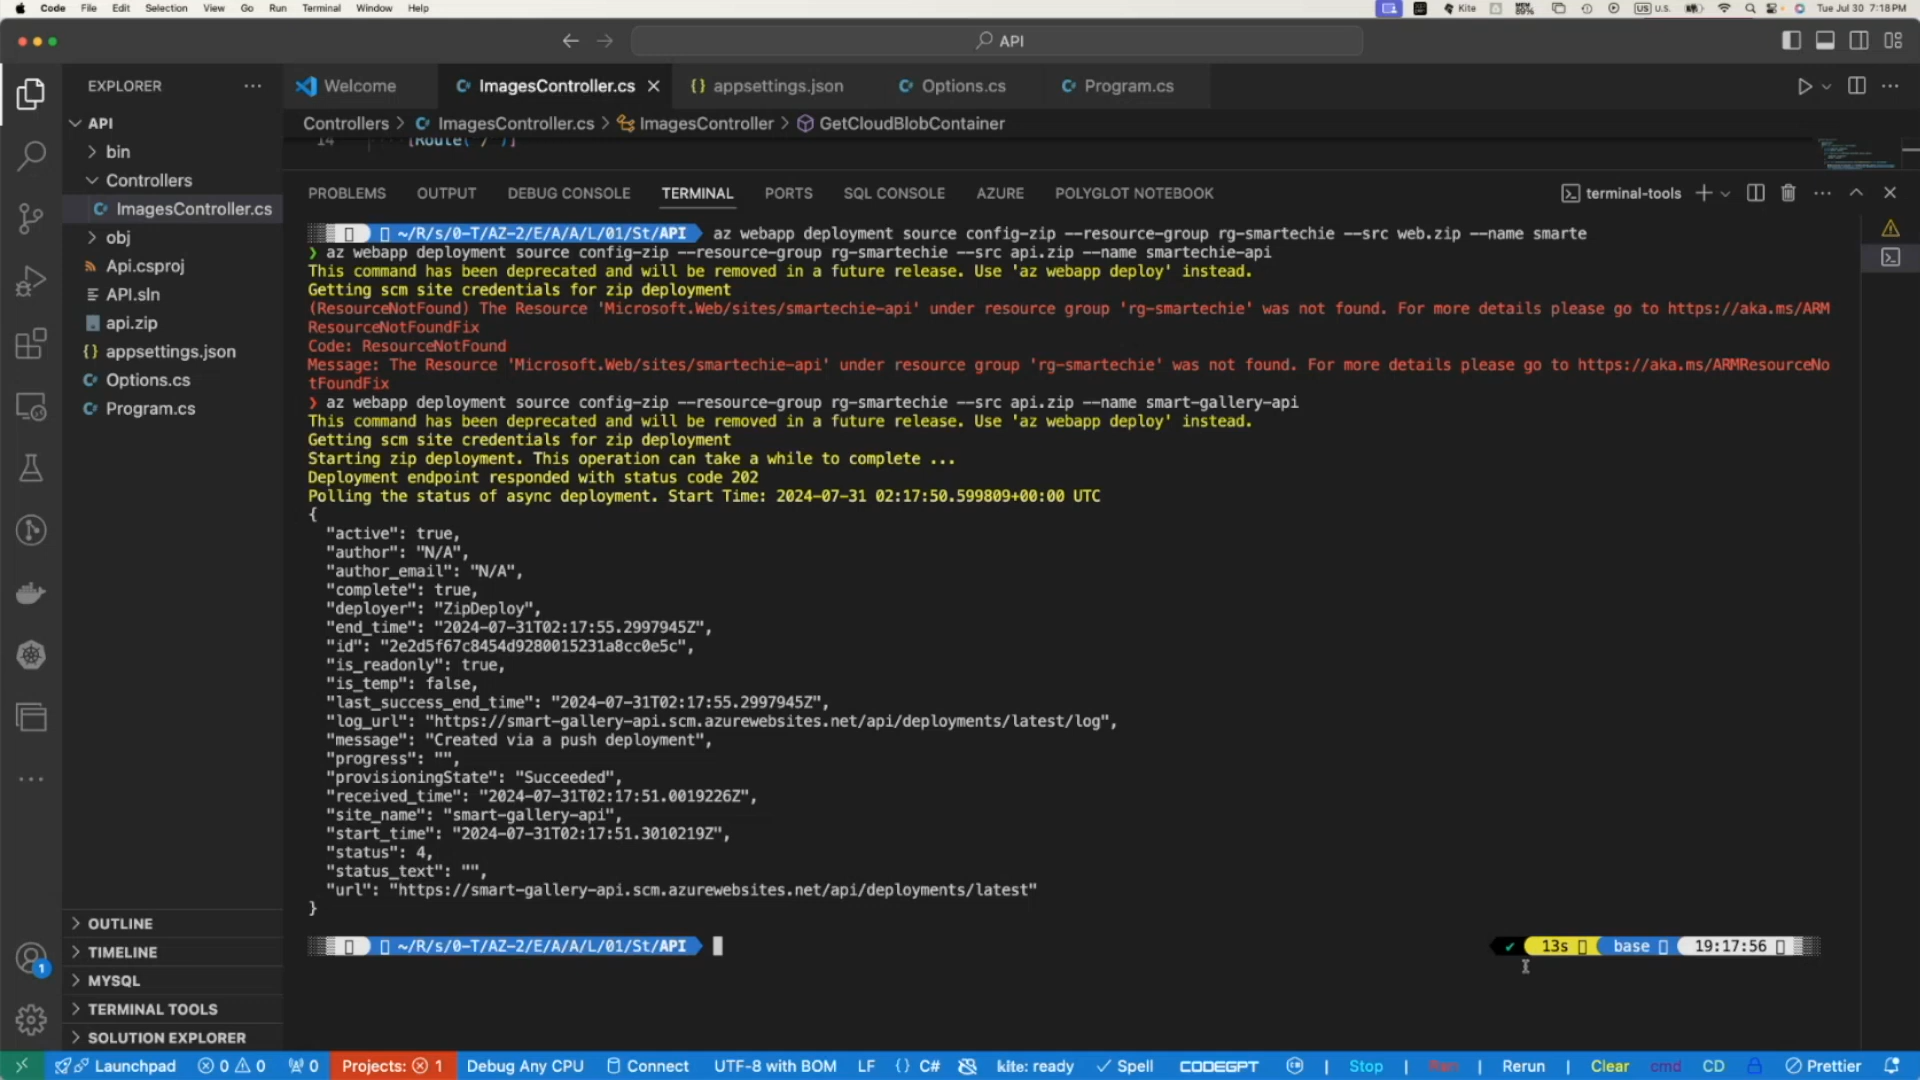 Code File Edit Selection View Go Run Terminal Window Help
Kite
U.S.
Tue Jul 30 7:18 PM
API
EXPLORER
Welcome
ImagesController.cs
appsettings.json
Options.cs
Program.cs
Controllers > ImagesController.cs > ImagesController > GetCloudBlobContainer
API
bin
Controllers
ImagesController.cs
obj
Api.csproj
API.sln
api.zip
appsettings.json
Options.cs
Program.cs
14 [Route("/")]
PROBLEMS OUTPUT DEBUG CONSOLE TERMINAL PORTS SQL CONSOLE AZURE POLYGLOT NOTEBOOK
terminal-tools
~/R/s/0-T/AZ-2/E/A/A/L/01/St/API az webapp deployment source config-zip --resource-group rg-smartechie --src web.zip --name smarte
❯ az webapp deployment source config-zip --resource-group rg-smartechie --src api.zip --name smartechie-api
This command has been deprecated and will be removed in a future release. Use 'az webapp deploy' instead.
Getting scm site credentials for zip deployment
(ResourceNotFound) The Resource 'Microsoft.Web/sites/smartechie-api' under resource group 'rg-smartechie' was not found. For more details please go to https://aka.ms/ARM
ResourceNotFoundFix
Code: ResourceNotFound
Message: The Resource 'Microsoft.Web/sites/smartechie-api' under resource group 'rg-smartechie' was not found. For more details please go to https://aka.ms/ARMResourceNo
tFoundFix
❯ az webapp deployment source config-zip --resource-group rg-smartechie --src api.zip --name smart-gallery-api
This command has been deprecated and will be removed in a future release. Use 'az webapp deploy' instead.
Getting scm site credentials for zip deployment
Starting zip deployment. This operation can take a while to complete ...
Deployment endpoint responded with status code 202
Polling the status of async deployment. Start Time: 2024-07-31 02:17:50.599809+00:00 UTC
{
"active": true,
"author": "N/A",
"author_email": "N/A",
"complete": true,
"deployer": "ZipDeploy",
"end_time": "2024-07-31T02:17:55.2997945Z",
"id": "2e2d5f67c8454d9280015231a8cc0e5c",
"is_readonly": true,
"is_temp": false,
"last_success_end_time": "2024-07-31T02:17:55.2997945Z",
"log_url": "https://smart-gallery-api.scm.azurewebsites.net/api/deployments/latest/log",
"message": "Created via a push deployment",
"progress": "",
"provisioningState": "Succeeded",
"received_time": "2024-07-31T02:17:51.0019226Z",
"site_name": "smart-gallery-api",
"start_time": "2024-07-31T02:17:51.3010219Z",
"status": 4,
"status_text": "",
"url": "https://smart-gallery-api.scm.azurewebsites.net/api/deployments/latest"
}
~/R/s/0-T/AZ-2/E/A/A/L/01/St/API
✔ 13s base 19:17:56
OUTLINE
TIMELINE
MYSQL
TERMINAL TOOLS
SOLUTION EXPLORER
1
Launchpad 0 0 0 Projects: 1 Debug Any CPU Connect UTF-8 with BOM LF {} C# kite: ready Spell CODEGPT | Stop | Run | Rerun | Clear cmd CD Prettier